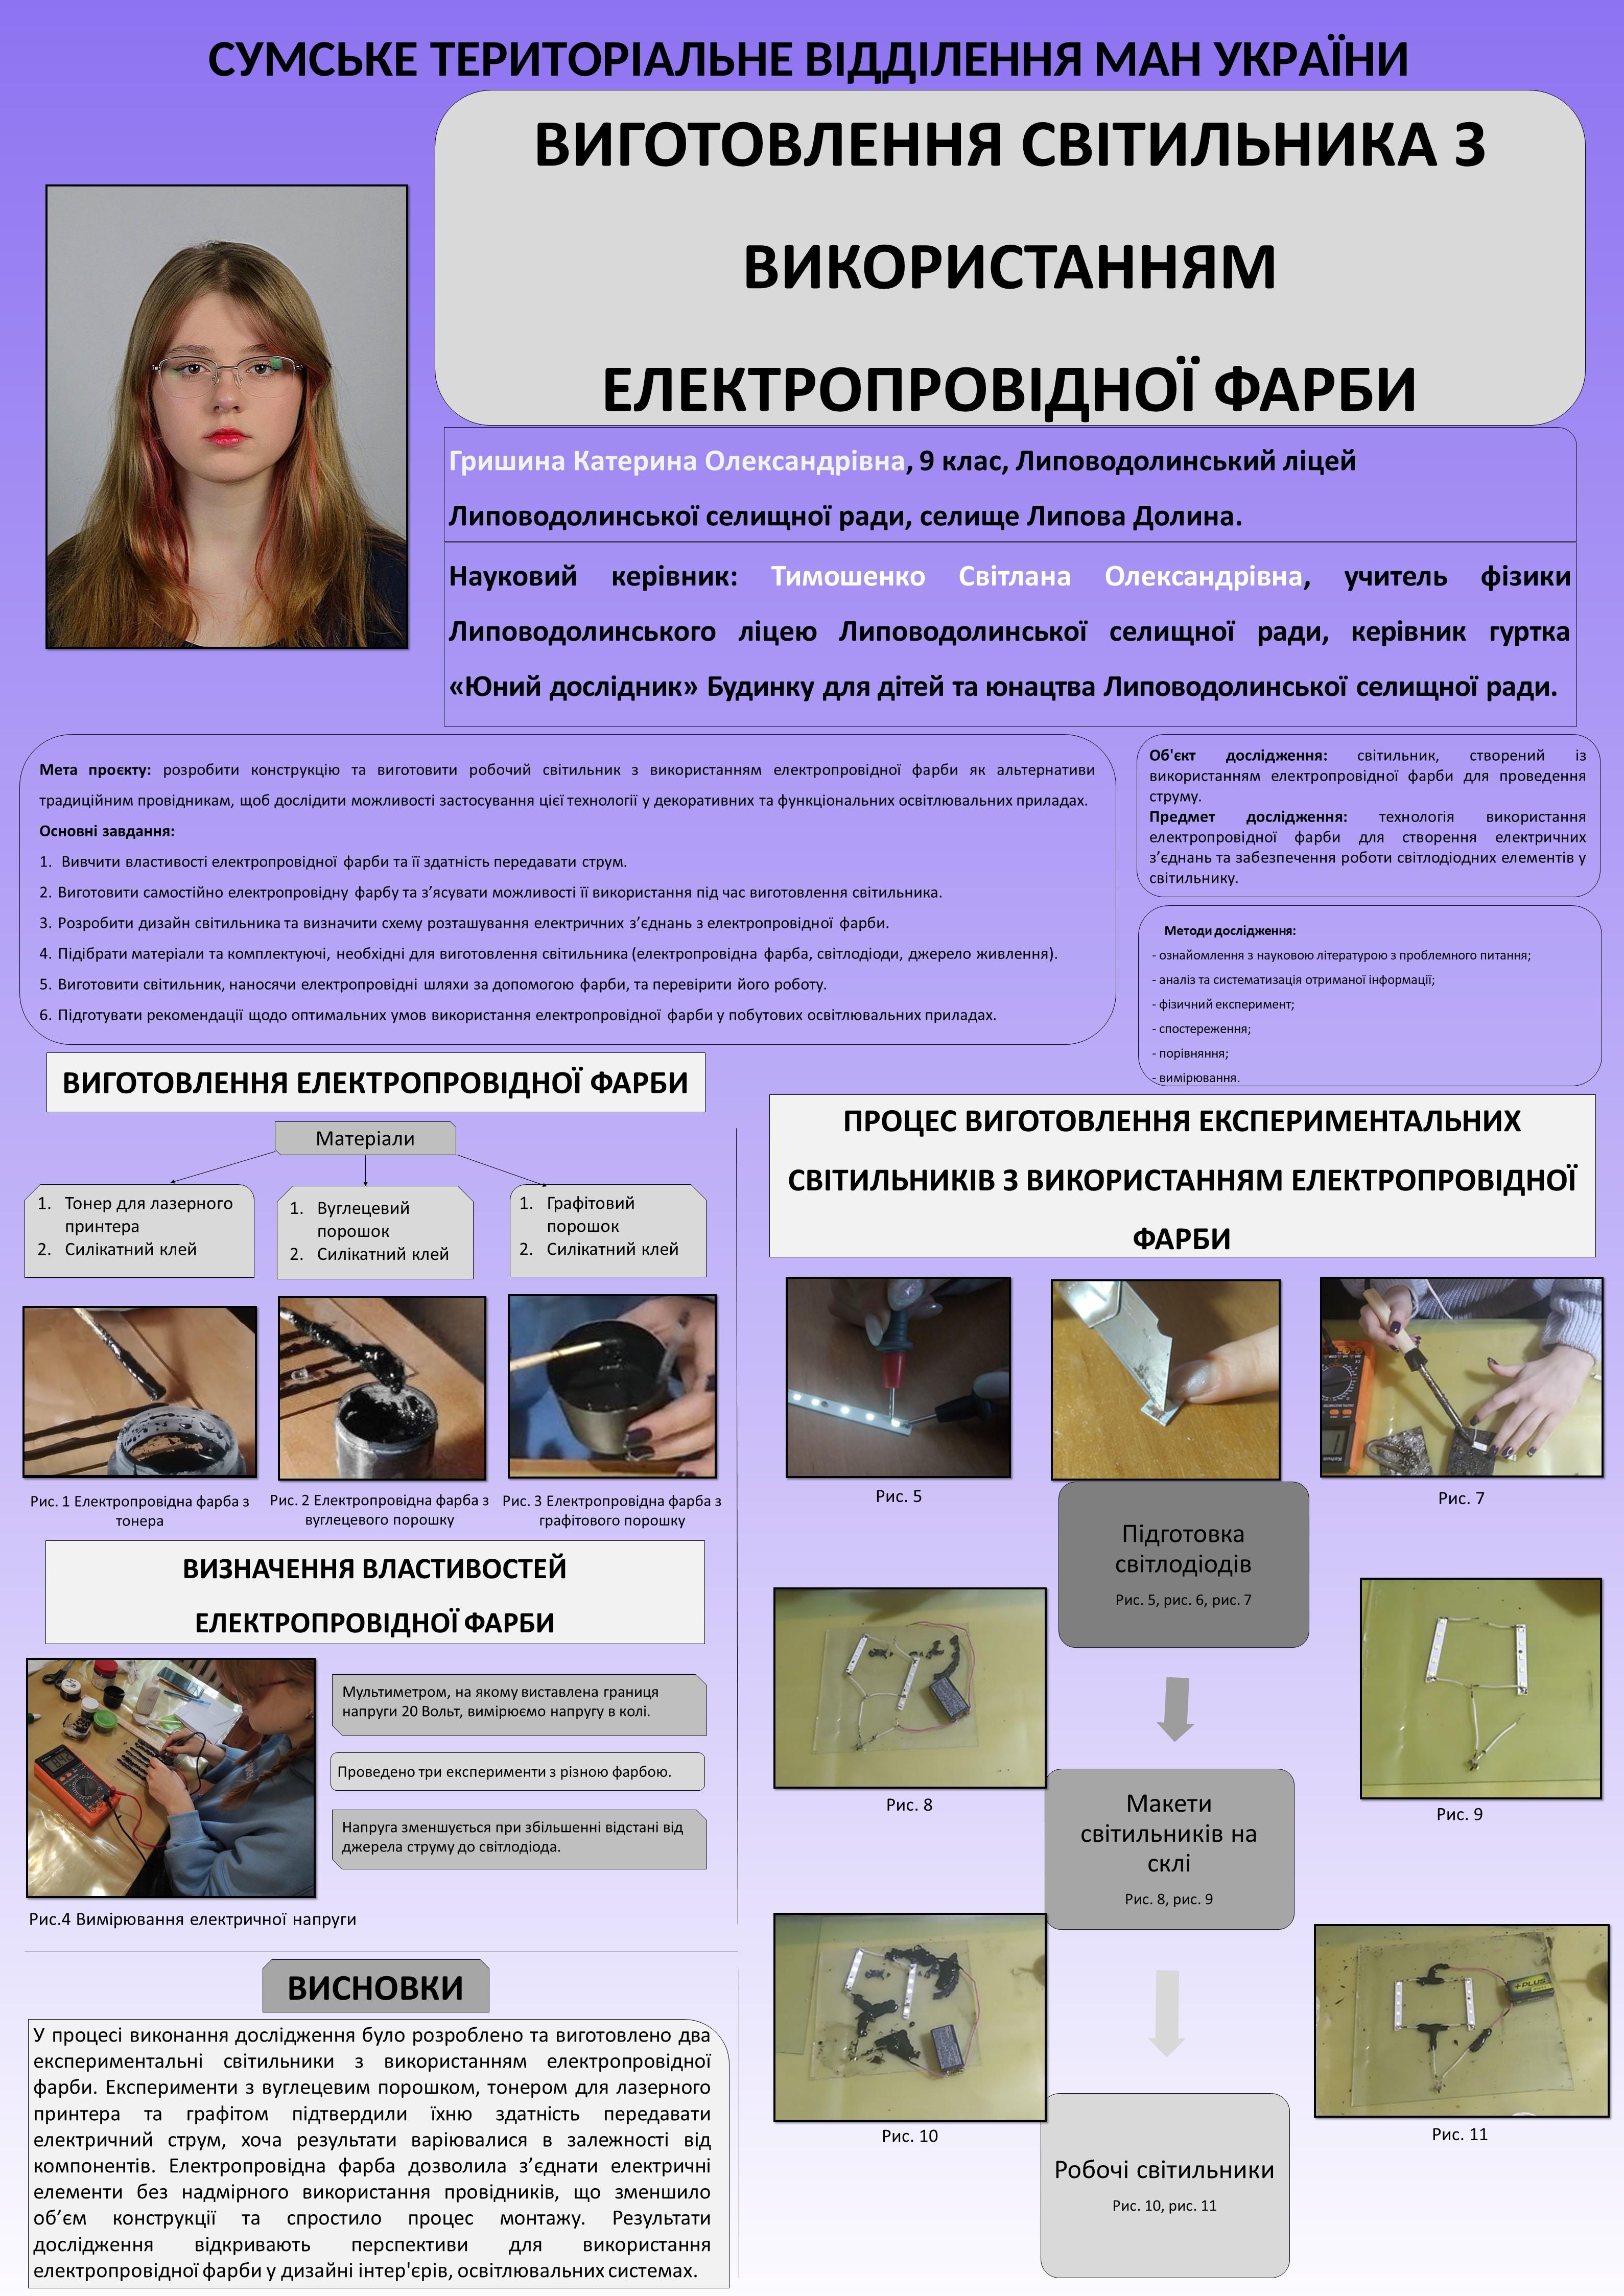 СУМСЬКЕ ТЕРИТОРІАЛЬНЕ ВІДДІЛЕННЯ МАН УКРАЇНИ
ВИГОТОВЛЕННЯ СВІТИЛЬНИКА З
ВИКОРИСТАННЯМ
ЕЛЕКТРОПРОВІДНОЇ ФАРБИ
Гришина Катерина Олександрівна, 9 клас, Липоводолинський ліцей
Липоводолинської селищної ради, селище Липова Долина.
Науковий керівник: Тимошенко Світлана Олександрівна, учитель фізики
Липоводолинського ліцею Липоводолинської селищної ради, керівник гуртка
«Юний дослідник» Будинку для дітей та юнацтва Липоводолинської селищної ради.
Мета проєкту: розробити конструкцію та виготовити робочий світильник з використанням електропровідної фарби як альтернативи
традиційним провідникам, щоб дослідити можливості застосування цієї технології у декоративних та функціональних освітлювальних приладах.
Основні завдання:
1. Вивчити властивості електропровідної фарби та її здатність передавати струм.
2. Виготовити самостійно електропровідну фарбу та з’ясувати можливості її використання під час виготовлення світильника.
3. Розробити дизайн світильника та визначити схему розташування електричних з’єднань з електропровідної фарби.
4. Підібрати матеріали та комплектуючі, необхідні для виготовлення світильника (електропровідна фарба, світлодіоди, джерело живлення).
5. Виготовити світильник, наносячи електропровідні шляхи за допомогою фарби, та перевірити його роботу.
6. Підготувати рекомендації щодо оптимальних умов використання електропровідної фарби у побутових освітлювальних приладах.
Об'єкт дослідження: світильник, створений із
використанням електропровідної фарби для проведення
струму.
Предмет дослідження: технологія використання
електропровідної фарби для створення електричних
з’єднань та забезпечення роботи світлодіодних елементів у
світильнику.
Методи дослідження:
- ознайомлення з науковою літературою з проблемного питання;
- аналіз та систематизація отриманої інформації;
- фізичний експеримент;
- спостереження;
- порівняння;
- вимірювання.
ВИГОТОВЛЕННЯ ЕЛЕКТРОПРОВІДНОЇ ФАРБИ
Матеріали
1. Тонер для лазерного
принтера
2. Силікатний клей
1. Вуглецевий
порошок
2. Силікатний клей
1. Графітовий
порошок
2. Силікатний клей
Рис. 1 Електропровідна фарба з
тонера
Рис. 2 Електропровідна фарба з
вуглецевого порошку
Рис. 3 Електропровідна фарба з
графітового порошку
ВИЗНАЧЕННЯ ВЛАСТИВОСТЕЙ
ЕЛЕКТРОПРОВІДНОЇ ФАРБИ
Мультиметром, на якому виставлена границя
напруги 20 Вольт, вимірюємо напругу в колі.
Проведено три експерименти з різною фарбою.
Напруга зменшується при збільшенні відстані від
джерела струму до світлодіода.
Рис.4 Вимірювання електричної напруги
ВИСНОВКИ
У процесі виконання дослідження було розроблено та виготовлено два
експериментальні світильники з використанням електропровідної
фарби. Експерименти з вуглецевим порошком, тонером для лазерного
принтера та графітом підтвердили їхню здатність передавати
електричний струм, хоча результати варіювалися в залежності від
компонентів. Електропровідна фарба дозволила з’єднати електричні
елементи без надмірного використання провідників, що зменшило
об’єм конструкції та спростило процес монтажу. Результати
дослідження відкривають перспективи для використання
електропровідної фарби у дизайні інтер'єрів, освітлювальних системах.
ПРОЦЕС ВИГОТОВЛЕННЯ ЕКСПЕРИМЕНТАЛЬНИХ
СВІТИЛЬНИКІВ З ВИКОРИСТАННЯМ ЕЛЕКТРОПРОВІДНОЇ
ФАРБИ
Рис. 5
Рис. 7
Підготовка
світлодіодів
Рис. 5, рис. 6, рис. 7
Рис. 8
Рис. 9
Макети
світильників на
склі
Рис. 8, рис. 9
+PLUS
Рис. 10
Рис. 11
Робочі світильники
Рис. 10, рис. 11